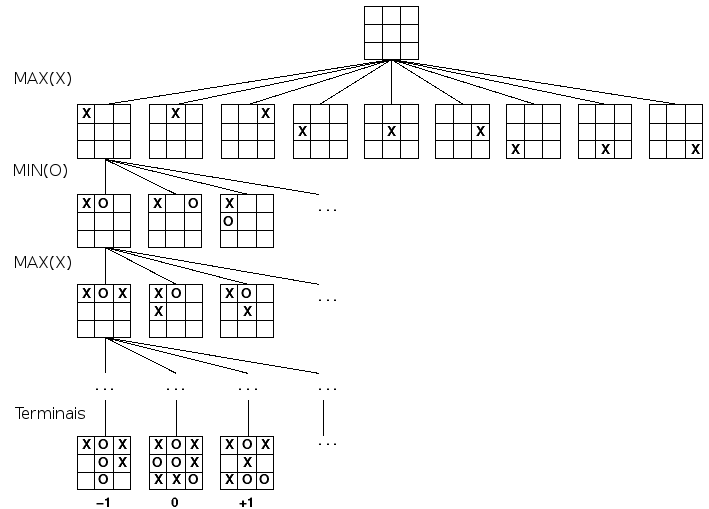 MAX(X)
X X X X X X X X X
MIN(O)
X O X O X
O
...
MAX(X)
X O X X O X O
X X
...
... ... ... ...
Terminais
...
X O X X O X X O X
O X O O X X
O X X O X O O
−1 0 +1